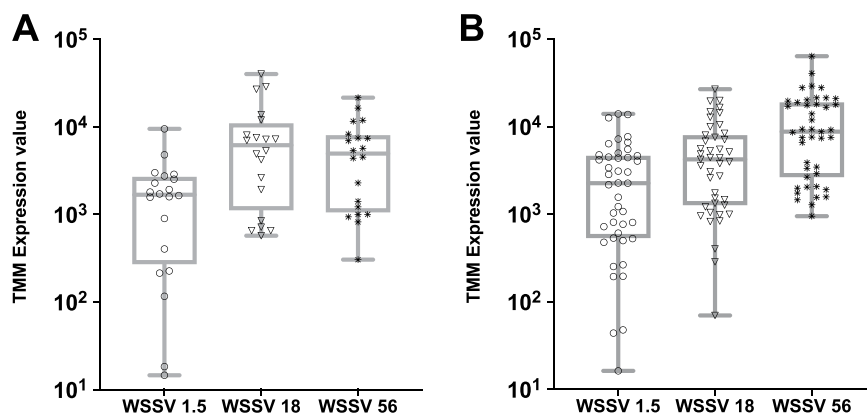 A
TMM Expression value
10⁵
10⁴
10³
10²
10¹
WSSV 1.5 WSSV 18 WSSV 56
B
TMM Expression value
10⁵
10⁴
10³
10²
10¹
WSSV 1.5 WSSV 18 WSSV 56